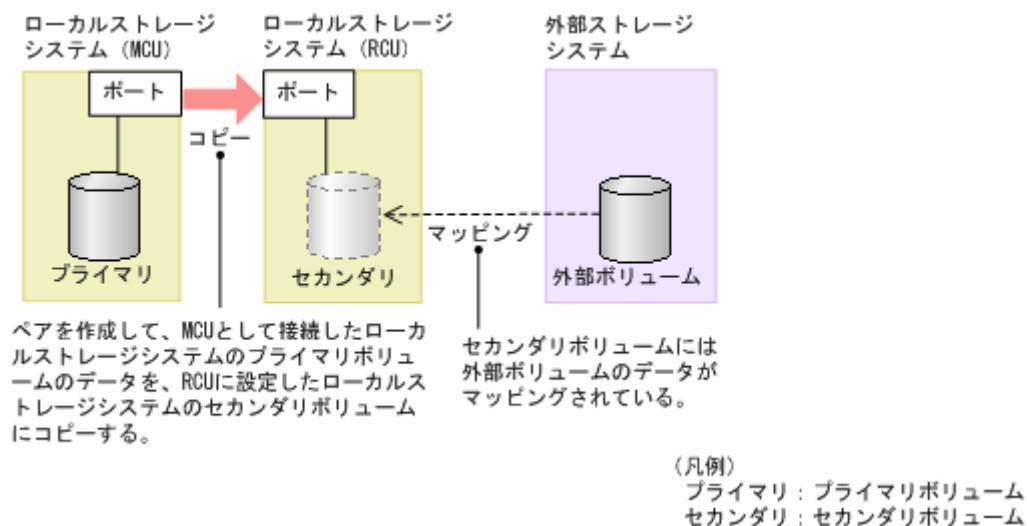 ローカルストレージ
システム (MCU)
ローカルストレージ
システム (RCU)
外部ストレージ
システム
ポート
ポート
コピー
マッピング
プライマリ
セカンダリ
外部ボリューム
ペアを作成して、MCUとして接続したローカ
ルストレージシステムのプライマリボリュ
ームのデータを、RCUに設定したローカルス
トレージシステムのセカンダリボリューム
にコピーする。
セカンダリボリュームには
外部ボリュームのデータが
マッピングされている。
(凡例)
プライマリ：プライマリボリューム
セカンダリ：セカンダリボリューム